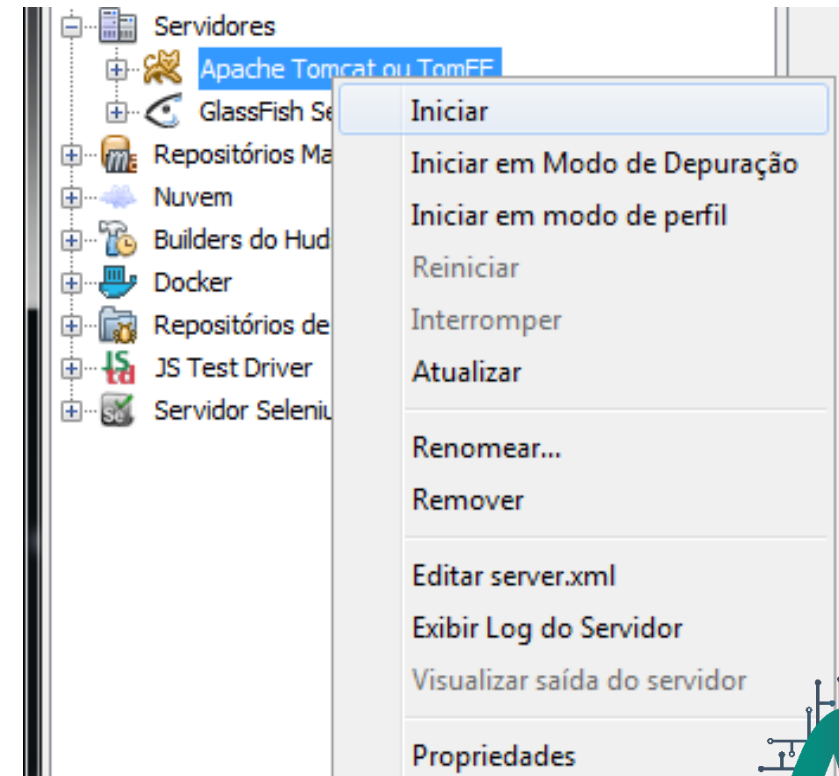 Servidores
Apache Tomcat ou TomEE
GlassFish Se
Repositórios Ma
Nuvem
Builders do Hud
Docker
Repositórios de
JS Test Driver
Servidor Seleniu
Iniciar
Iniciar em Modo de Depuração
Iniciar em modo de perfil
Reiniciar
Interromper
Atualizar
Renomear...
Remover
Editar server.xml
Exibir Log do Servidor
Visualizar saída do servidor
Propriedades